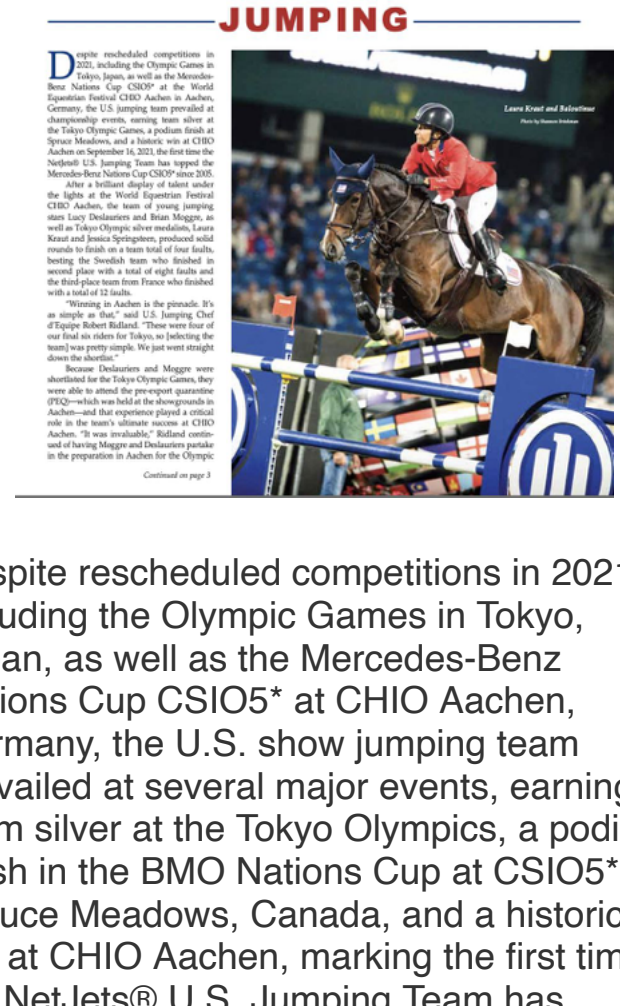 JUMPING
Despite rescheduled competitions in
2021, including the Olympic Games in
Tokyo, Japan, as well as the Mercedes-
Benz Nations Cup CSIO5* at the World
Equestrian Festival CHIO Aachen in Aachen,
Germany, the U.S. jumping team prevailed at
championship events, earning team silver at
the Tokyo Olympic Games, a podium finish at
Spruce Meadows, and a historic win at CHIO
Aachen on September 16, 2021, the first time the
NetJets® U.S. Jumping Team has topped the
Mercedes-Benz Nations Cup CSIO5* since 2005.
After a brilliant display of talent under
the lights at the World Equestrian Festival
CHIO Aachen, the team of young jumping
stars Lucy Deslauriers and Brian Moggre, as
well as Tokyo Olympic silver medalists, Laura
Kraut and Jessica Springsteen, produced solid
rounds to finish on a team total of four faults,
besting the Swedish team who finished in
second place with a total of eight faults and
the third-place team from France who finished
with a total of 12 faults.
"Winning in Aachen is the pinnacle. It's
as simple as that," said U.S. Jumping Chef
d'Equipe Robert Ridland. "These were four of
our final six riders for Tokyo, so [selecting the
team] was pretty simple. We just went straight
down the shortlist."
Because Deslauriers and Moggre were
shortlisted for the Tokyo Olympic Games, they
were able to attend the pre-export quarantine
(PEQ)—which was held at the showgrounds in
Aachen—and that experience played a critical
role in the team's ultimate success at CHIO
Aachen. "It was invaluable," Ridland contin-
ued of having Moggre and Deslauriers partake
in the preparation in Aachen for the Olympic
Continued on page 3
Laura Kraut and Baloutinue
Photo by Shannon Brinkman
ROLEX
spite rescheduled competitions in 2021
uding the Olympic Games in Tokyo,
an, as well as the Mercedes-Benz
ions Cup CSIO5* at CHIO Aachen,
rmany, the U.S. show jumping team
vailed at several major events, earning
m silver at the Tokyo Olympics, a podi
sh in the BMO Nations Cup at CSIO5*
ruce Meadows, Canada, and a historic
at CHIO Aachen, marking the first tim
NetJets® U.S. Jumping Team has